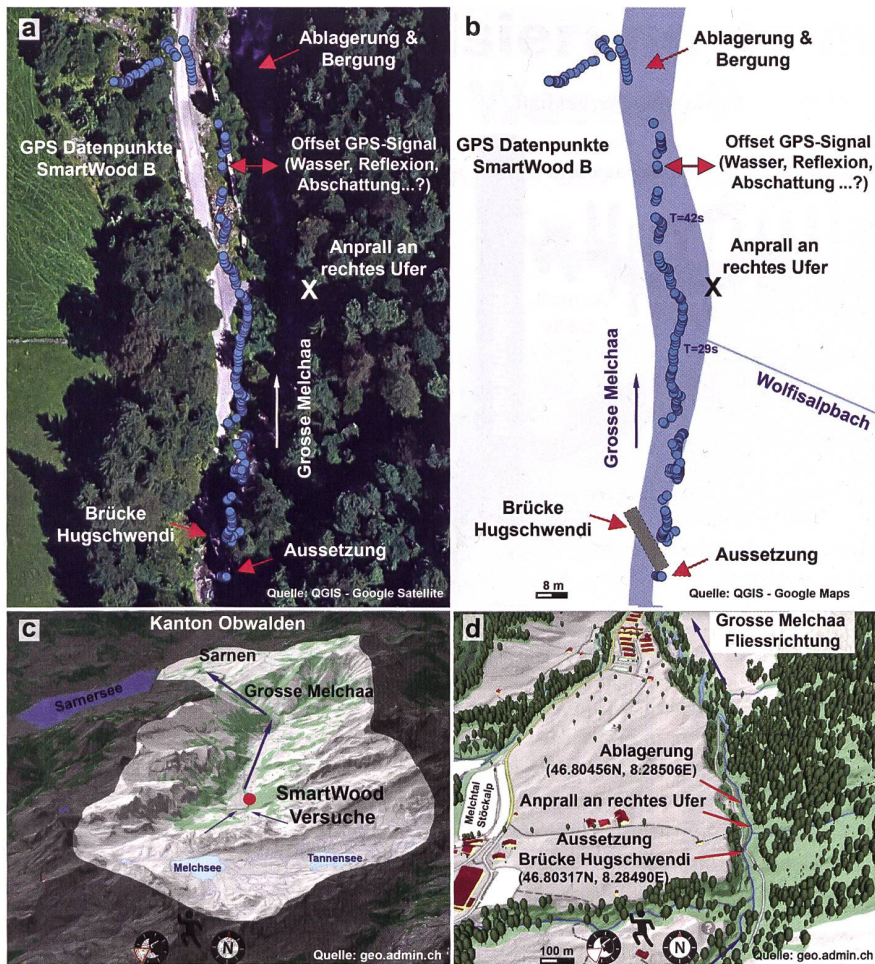 a
Ablagerung &
Bergung
GPS Datenpunkte
SmartWood B
Offset GPS-Signal
(Wasser, Reflexion,
Abschattung...?)
Anprall an
rechtes Ufer
X
Grosse Melchaa
Brücke
Hugschwendi
Aussetzung
Quelle: QGIS - Google Satellite
b
Ablagerung &
Bergung
GPS Datenpunkte
SmartWood B
Offset GPS-Signal
(Wasser, Reflexion,
Abschattung ...?)
T=42s
Anprall an
rechtes Ufer
X
T=29s
Wolfisalpbach
Grosse Melchaa
Brücke
Hugschwendi
Aussetzung
8 m
Quelle: QGIS - Google Maps
c
Kanton Obwalden
Sarnen
Grosse Melchaa
Sarnersee
SmartWood
Versuche
Melchsee
Tannensee
N
Quelle: geo.admin.ch
d
Grosse Melchaa
Fliessrichtung
Ablagerung
(46.80456N, 8.28506E)
Melchtal
Stöckalp
Anprall an rechtes Ufer
Aussetzung
Brücke Hugschwendi
(46.80317N, 8.28490E)
?
100 m
N
Quelle: geo.admin.ch